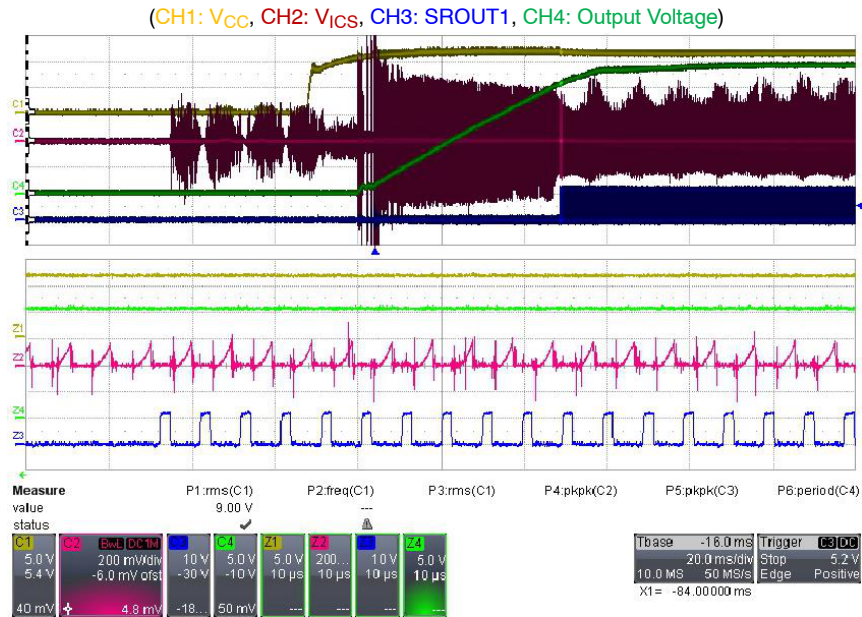 (CH1: VCC, CH2: VICS, CH3: SROUT1, CH4: Output Voltage)
C1
C2
C4
C3
Z1
Z2
Z4
Z3
Measure P1:rms(C1) P2:freq(C1) P3:rms(C1) P4:pkpk(C2) P5:pkpk(C3) P6:period(C4)
value 9.00 V ---
status
C1 C2 BwL DC1M C3 C4 Z1 Z2 Z3 Z4
5.0 V 200 mV/div 10 V 5.0 V 5.0 V 200... 10 V 5.0 V
5.4 V -6.0 mV ofst -30 V -10 V 10 µs 10 µs 10 µs 10 µs
40 mV 4.8 mV -18... 50 mV --- --- --- ---
Tbase -16.0 ms Trigger C3 DC
20.0 ms/div Stop 5.2 V
10.0 MS 50 MS/s Edge Positive
X1= -84.00000 ms